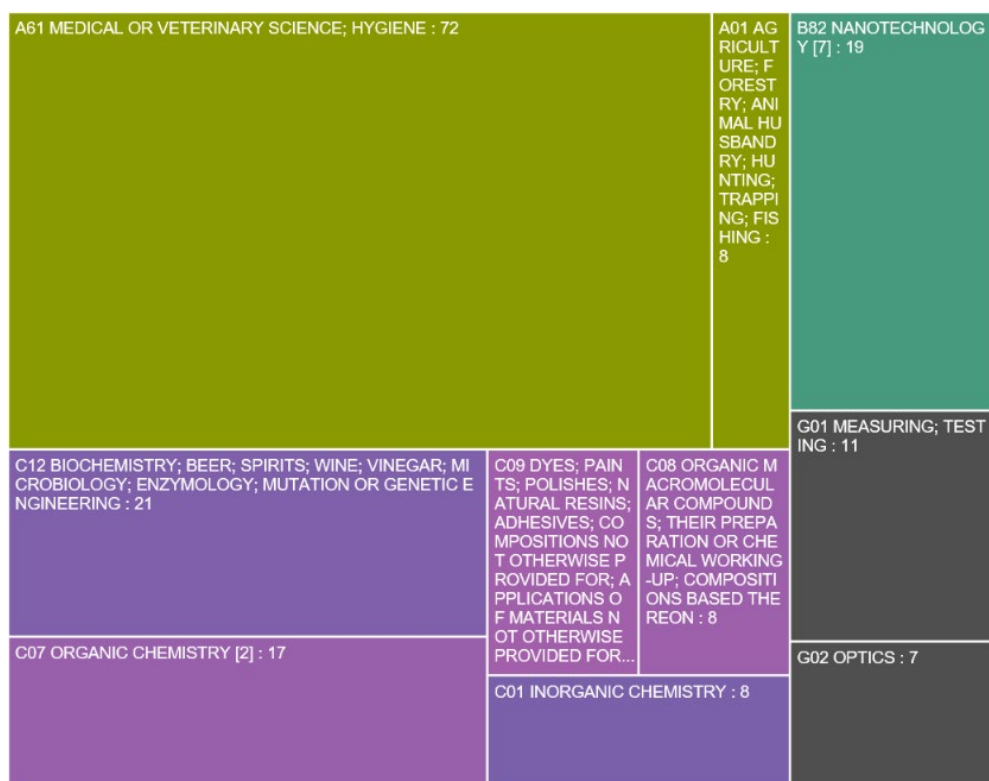 A61 MEDICAL OR VETERINARY SCIENCE; HYGIENE : 72
A01 AG
RICULT
URE; F
OREST
RY; ANI
MAL HU
SBAND
RY; HU
NTING;
TRAPPI
NG; FIS
HING :
8
B82 NANOTECHNOLOG
Y [7] : 19
G01 MEASURING; TEST
ING : 11
C12 BIOCHEMISTRY; BEER; SPIRITS; WINE; VINEGAR; MI
CROBIOLOGY; ENZYMOLOGY; MUTATION OR GENETIC E
NGINEERING : 21
C09 DYES; PAIN
TS; POLISHES; N
ATURAL RESINS;
ADHESIVES; CO
MPOSITIONS NO
T OTHERWISE P
ROVIDED FOR; A
PPLICATIONS O
F MATERIALS N
OT OTHERWISE
PROVIDED FOR...
C08 ORGANIC M
ACROMOLECUL
AR COMPOUND
S; THEIR PREPA
RATION OR CHE
MICAL WORKING
-UP; COMPOSITI
ONS BASED THE
REON : 8
C07 ORGANIC CHEMISTRY [2] : 17
C01 INORGANIC CHEMISTRY : 8
G02 OPTICS : 7